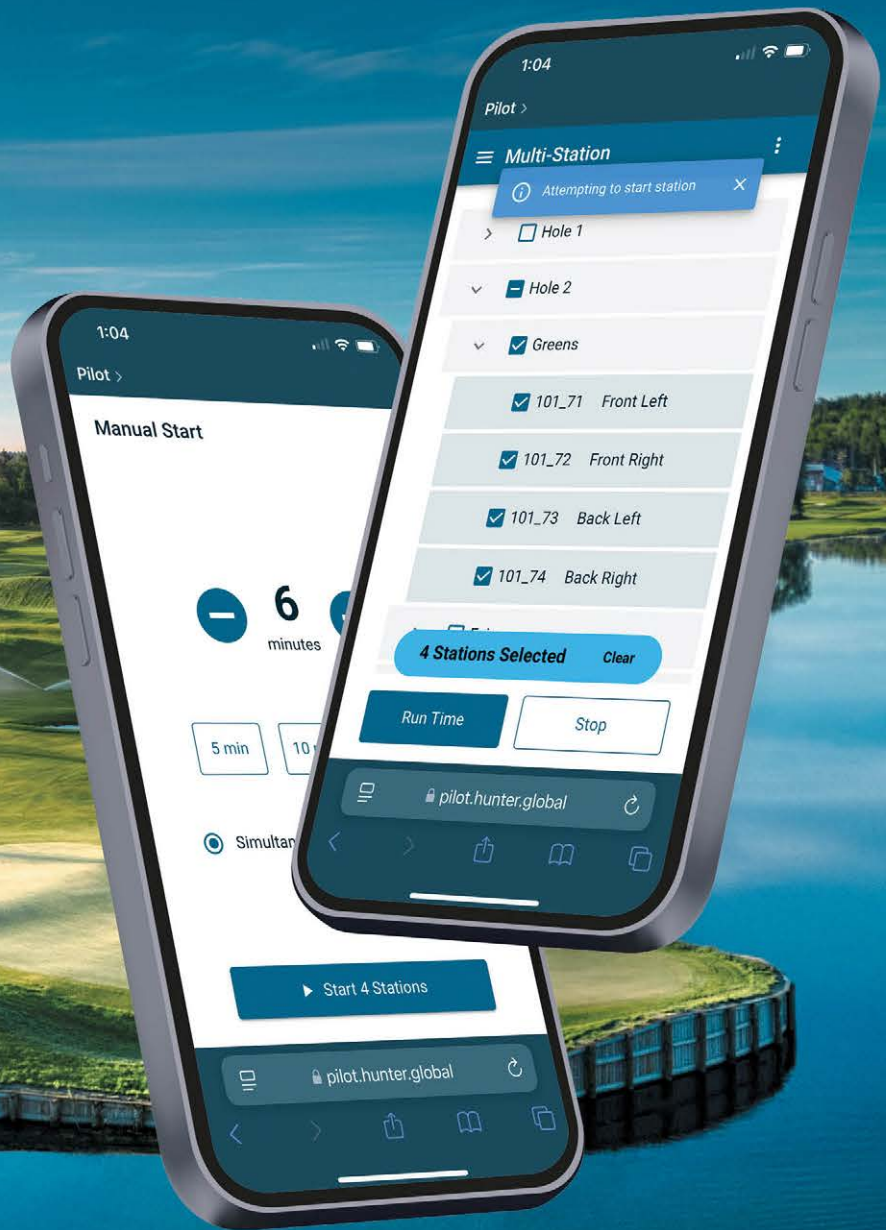 1:04
Pilot >
Manual Start
6
minutes
5 min
Start 4 Stations
pilot.hunter.global
1:04
Pilot >
Multi-Station
Attempting to start station
Hole 1
Hole 2
Greens
101_71 Front Left
101_72 Front Right
101_73 Back Left
101_74 Back Right
4 Stations Selected Clear
Run Time Stop
pilot.hunter.global